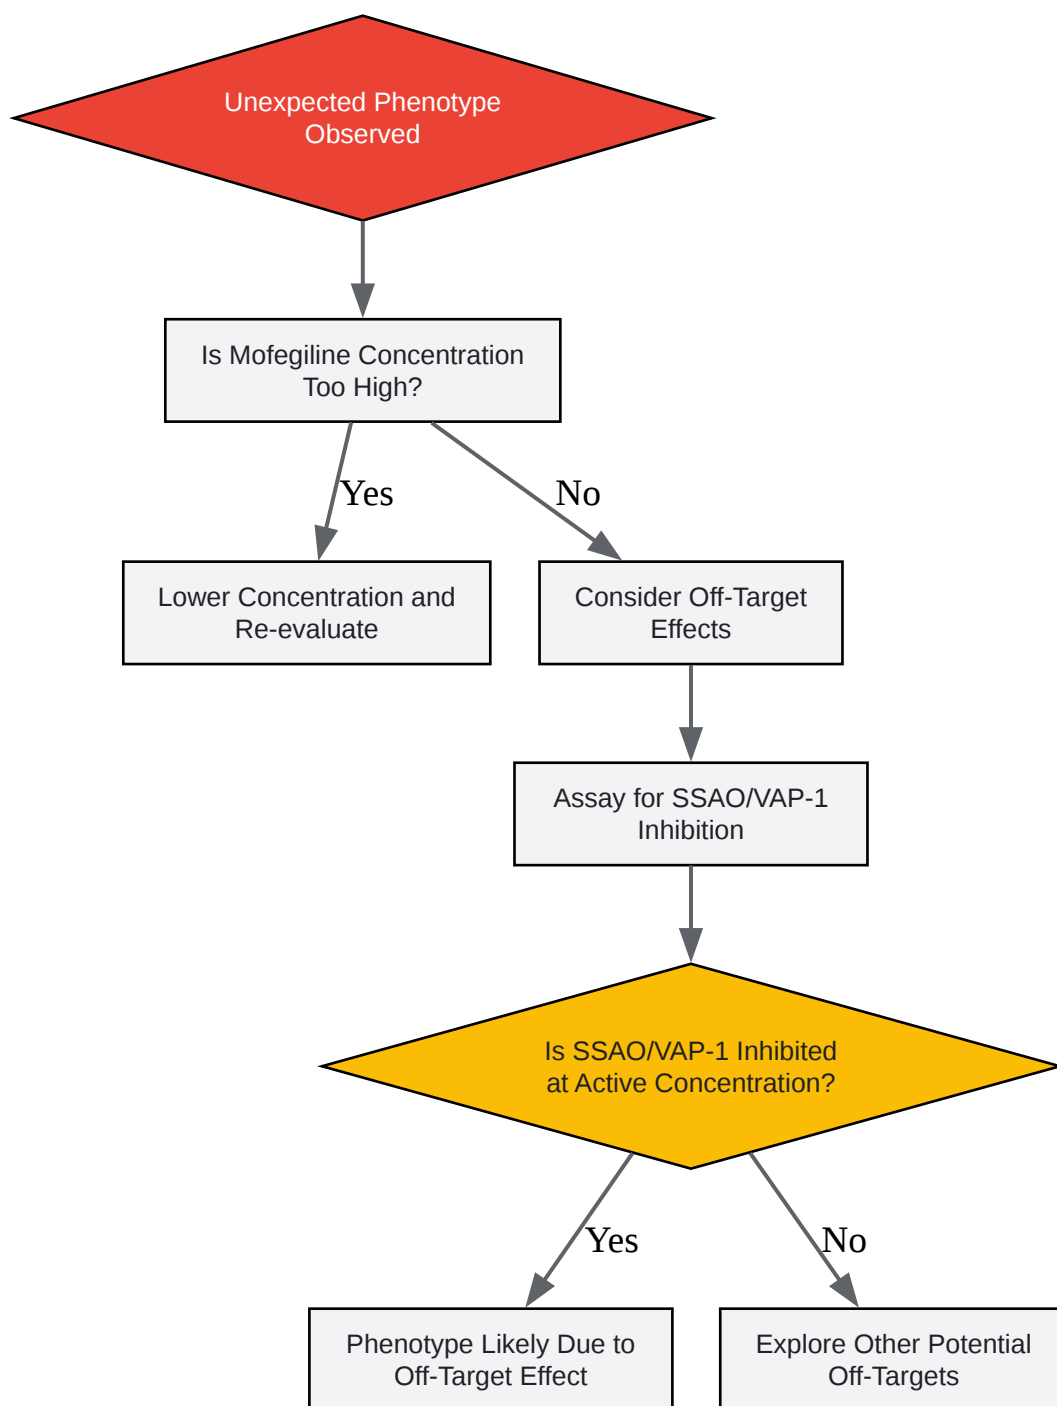 Unexpected Phenotype
Observed
Is Mofegiline Concentration
Too High?
Yes
No
Lower Concentration and
Re-evaluate
Consider Off-Target
Effects
Assay for SSAO/VAP-1
Inhibition
Is SSAO/VAP-1 Inhibited
at Active Concentration?
Yes
No
Phenotype Likely Due to
Off-Target Effect
Explore Other Potential
Off-Targets